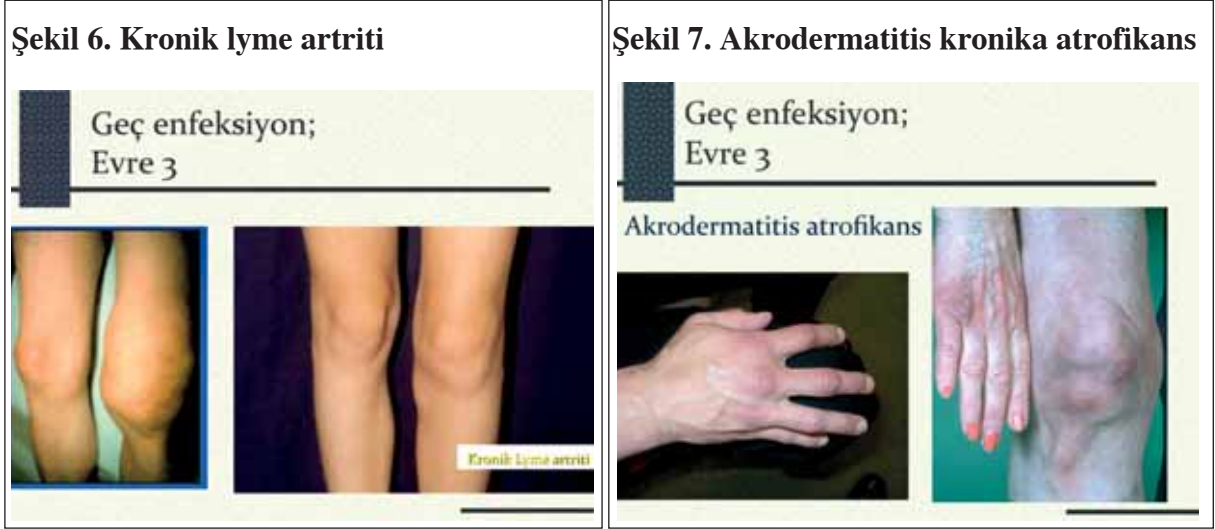 Şekil 6. Kronik lyme artriti
Geç enfeksiyon;
Evre 3
Kronik Lyme artriti
Şekil 7. Akrodermatitis kronika atrofikans
Geç enfeksiyon;
Evre 3
Akrodermatitis atrofikans